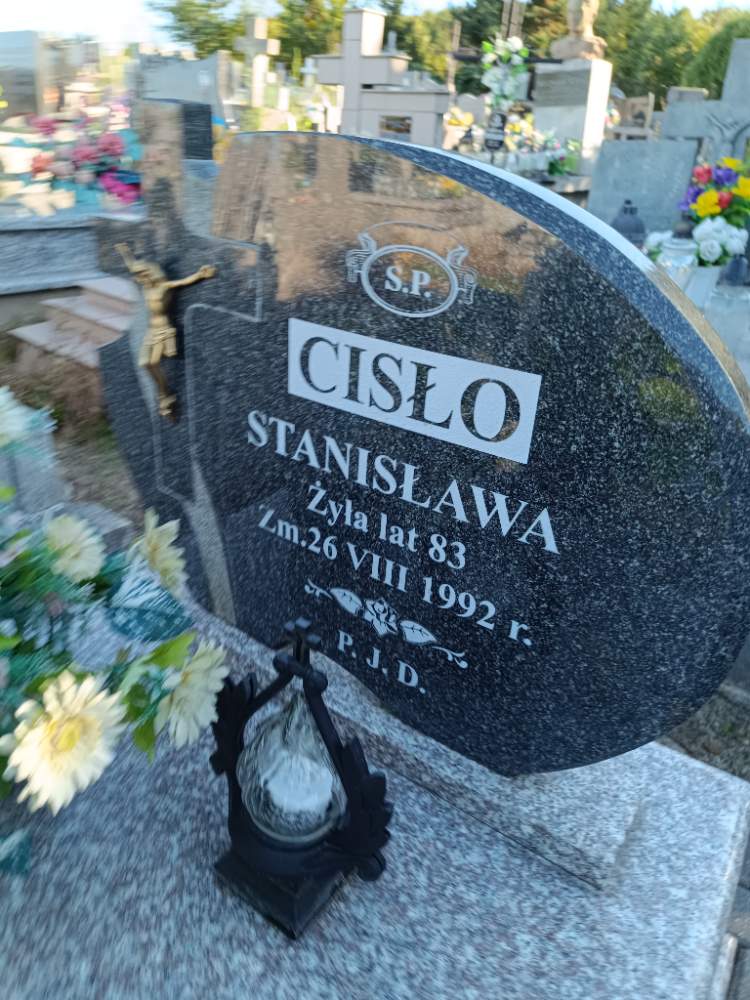 S.P.
CISŁO
STANISŁAWA
Żyła lat 83
Zm.26 VIII 1992 r.
P. J. D.